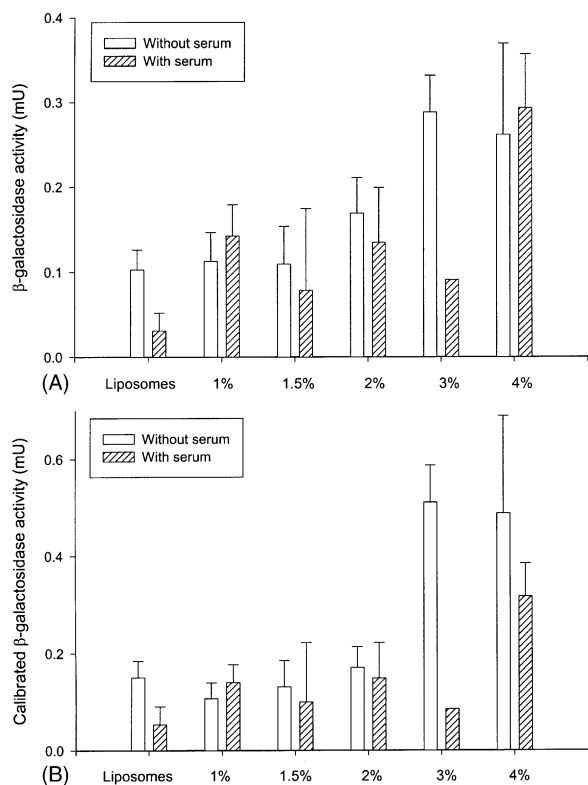 0.4
0.3
0.2
0.1
0.0
β-galactosidase activity (mU)
Without serum
With serum
(A)
Liposomes 1% 1.5% 2% 3% 4%
0.6
0.4
0.2
0.0
Calibrated β-galactosidase activity (mU)
Without serum
With serum
(B)
Liposomes 1% 1.5% 2% 3% 4%